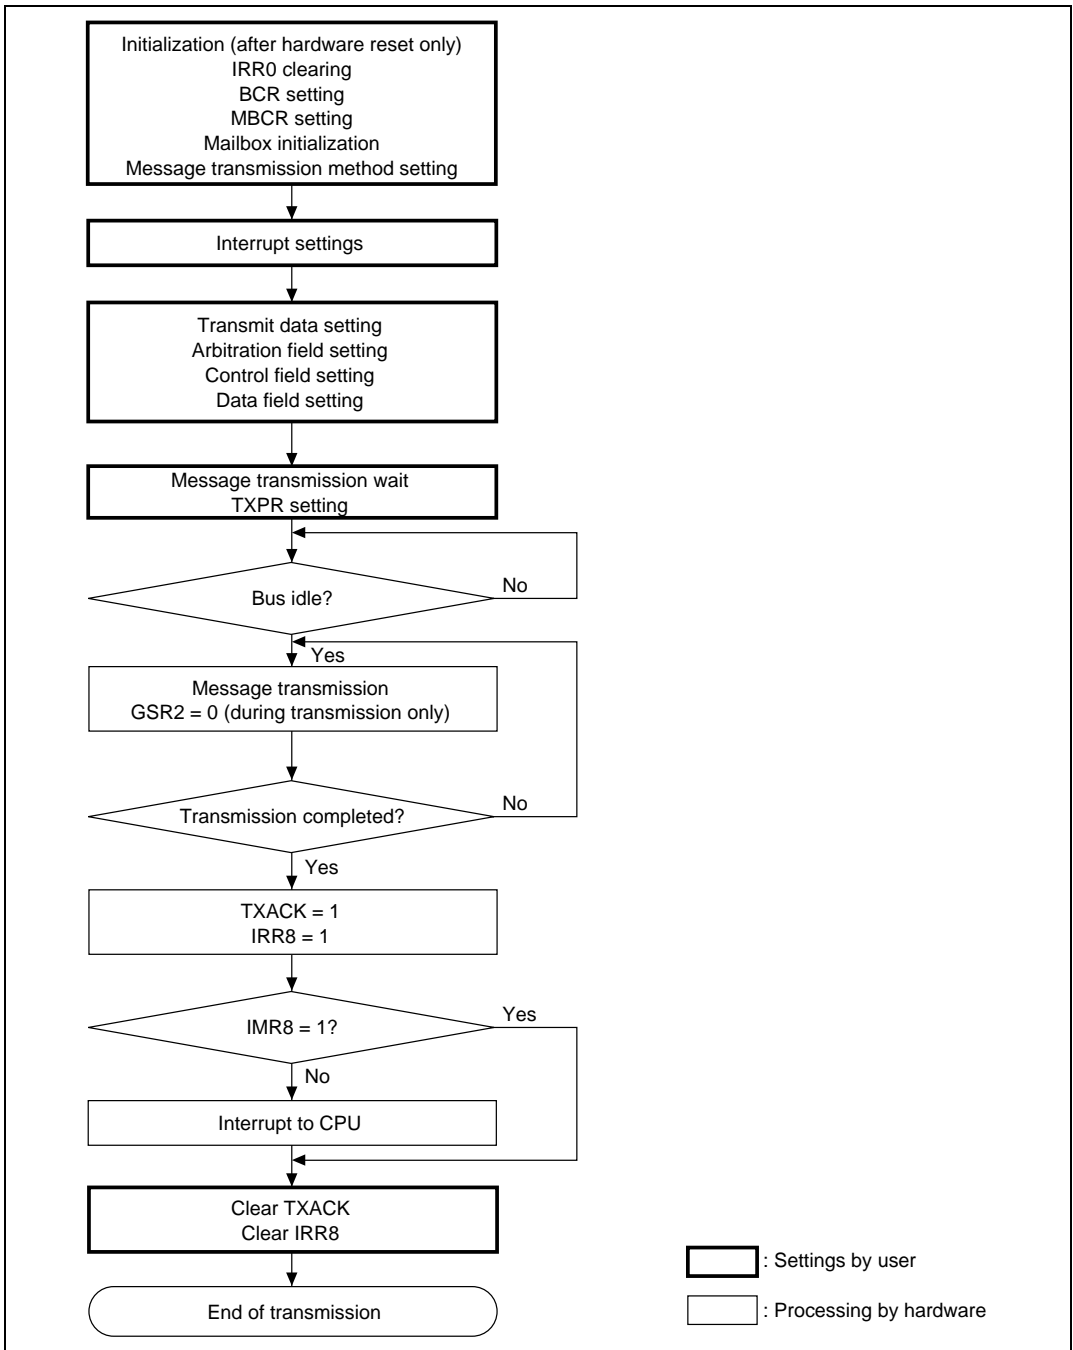 Initialization (after hardware reset only)
IRR0 clearing
BCR setting
MBCR setting
Mailbox initialization
Message transmission method setting
Interrupt settings
Transmit data setting
Arbitration field setting
Control field setting
Data field setting
Message transmission wait
TXPR setting
Bus idle?
No
Yes
Message transmission
GSR2 = 0 (during transmission only)
Transmission completed?
No
Yes
TXACK = 1
IRR8 = 1
IMR8 = 1?
Yes
No
Interrupt to CPU
Clear TXACK
Clear IRR8
End of transmission
: Settings by user
: Processing by hardware